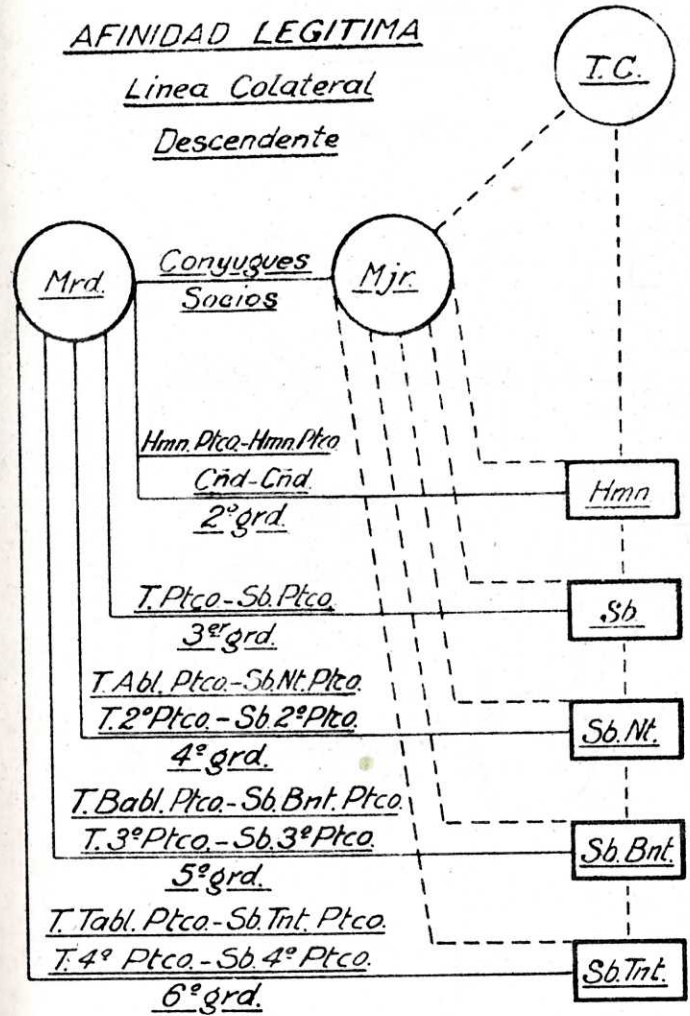 AFINIDAD LEGITIMA
Linea Colateral
Descendente
T.C.
Mrd.
Conyugues
Socios
Mjr.
Hmn. Ptco.-Hmn. Ptco
Cñd-Cñd.
2º grd.
Hmn
T. Ptco-Sb. Ptco.
3er grd.
Sb.
T. Abl. Ptco.-Sb. Nt. Ptco.
T. 2º Ptco.-Sb. 2º Ptco.
4º grd.
Sb. Nt.
T. Babl. Ptco-Sb. Bnt. Ptco.
T. 3º Ptco-Sb. 3º Ptco.
5º grd.
Sb. Bnt.
T. Tabl. Ptco.-Sb. Tnt. Ptco.
T. 4º Ptco.-Sb. 4º Ptco.
6º grd.
Sb. Tnt.